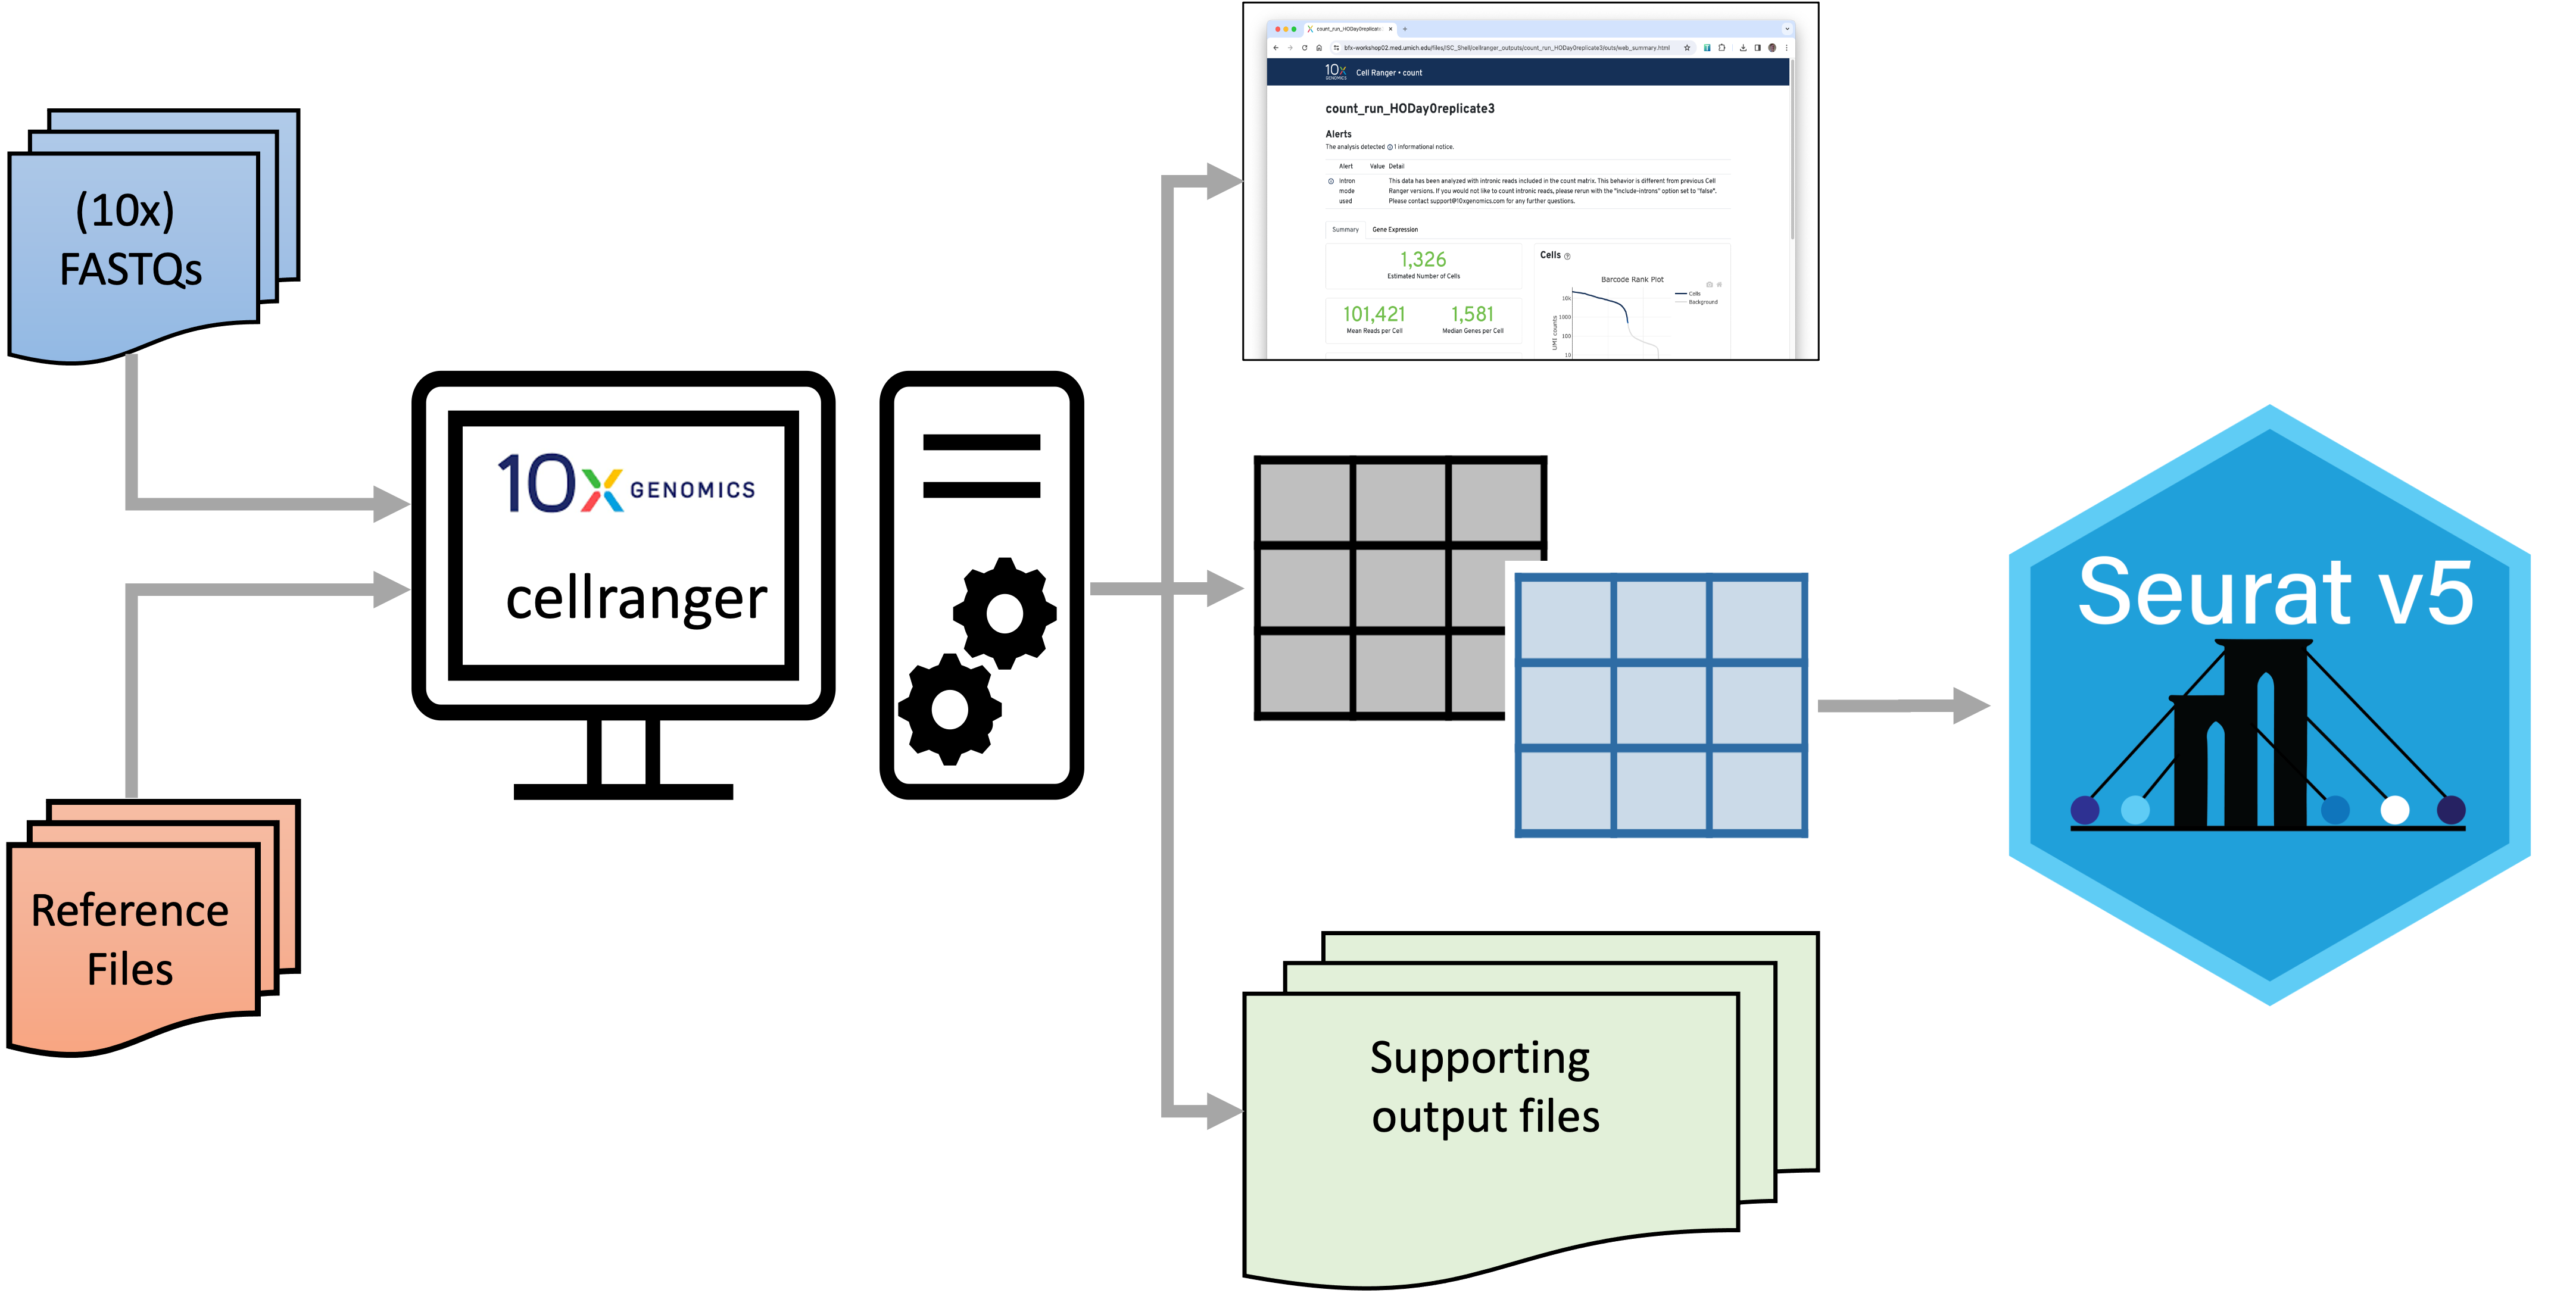 (10x)
FASTQs
Reference
Files
10x GENOMICS
cellranger
count_run_HODay0replicate3
bfx-workshop02.med.umich.edu/files/ISC_Shell/cellranger_outputs/count_run_HODay0replicate3/outs/web_summary.html
10x GENOMICS Cell Ranger • count
count_run_HODay0replicate3
Alerts
The analysis detected 1 informational notice.
Alert Value Detail
Intron mode used
This data has been analyzed with intronic reads included in the count matrix. This behavior is different from previous Cell
Ranger versions. If you would not like to count intronic reads, please rerun with the "include-introns" option set to "false".
Please contact support@10xgenomics.com for any further questions.
Summary Gene Expression
1,326
Estimated Number of Cells
101,421
Mean Reads per Cell
1,581
Median Genes per Cell
Cells
Barcode Rank Plot
Cells
Background
UMI counts
10k
1000
100
10
Supporting
output files
Seurat v5